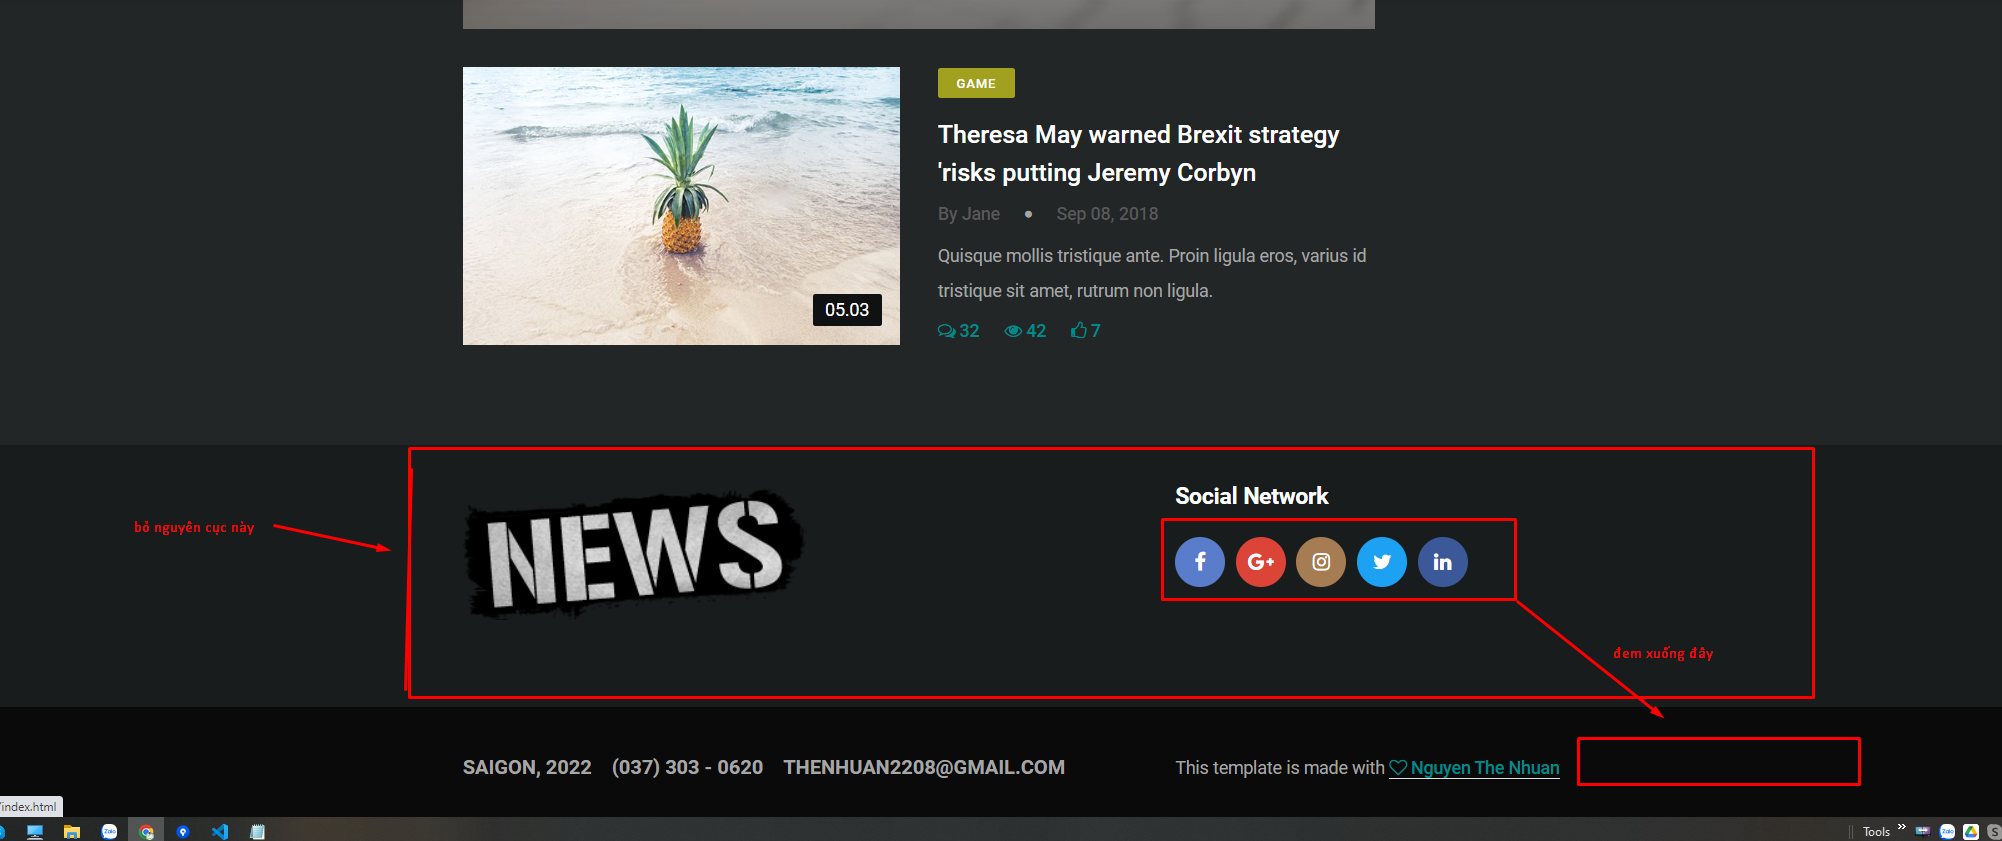 GAME
Theresa May warned Brexit strategy
'risks putting Jeremy Corbyn
By Jane • Sep 08, 2018
Quisque mollis tristique ante. Proin ligula eros, varius id
tristique sit amet, rutrum non ligula.
05.03
32 42 7
bỏ nguyên cục này
NEWS
Social Network
f G+ in
đem xuống đây
SAIGON, 2022 (037) 303 - 0620 THENHUAN2208@GMAIL.COM
This template is made with ♡ Nguyen The Nhuan
/index.html
Zalo
Tools »
Zalo
S